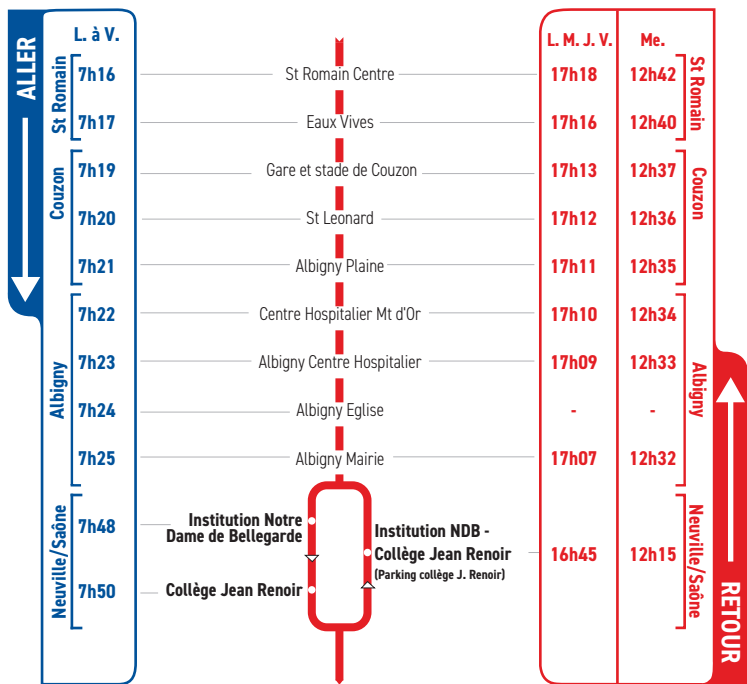 ALLER
L. à V.
L. M. J. V.
Me.
St Romain
7h16
St Romain Centre
17h18
12h42
St Romain
7h17
Eaux Vives
17h16
12h40
Couzon
7h19
Gare et stade de Couzon
17h13
12h37
Couzon
7h20
St Leonard
17h12
12h36
7h21
Albigny Plaine
17h11
12h35
Albigny
7h22
Centre Hospitalier Mt d'Or
17h10
12h34
Albigny
7h23
Albigny Centre Hospitalier
17h09
12h33
7h24
Albigny Eglise
-
-
7h25
Albigny Mairie
17h07
12h32
Neuville/Saône
7h48
Institution Notre
Dame de Bellegarde
Institution NDB -
Collège Jean Renoir
(Parking collège J. Renoir)
16h45
12h15
Neuville/Saône
7h50
Collège Jean Renoir
RETOUR